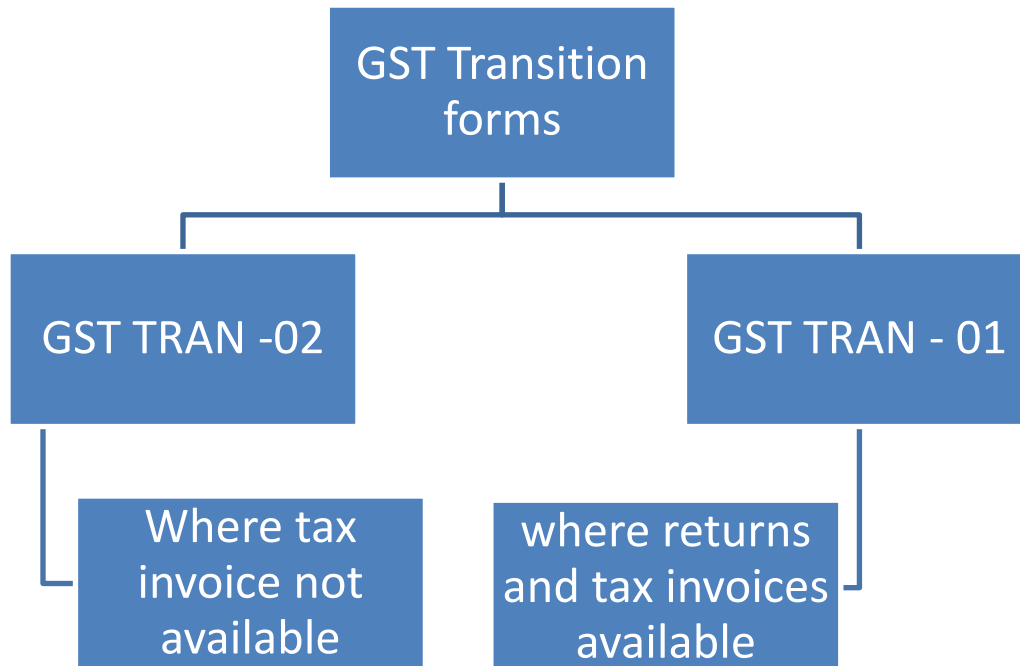 GST Transition
forms
GST TRAN -02
GST TRAN - 01
Where tax
invoice not
available
where returns
and tax invoices
available